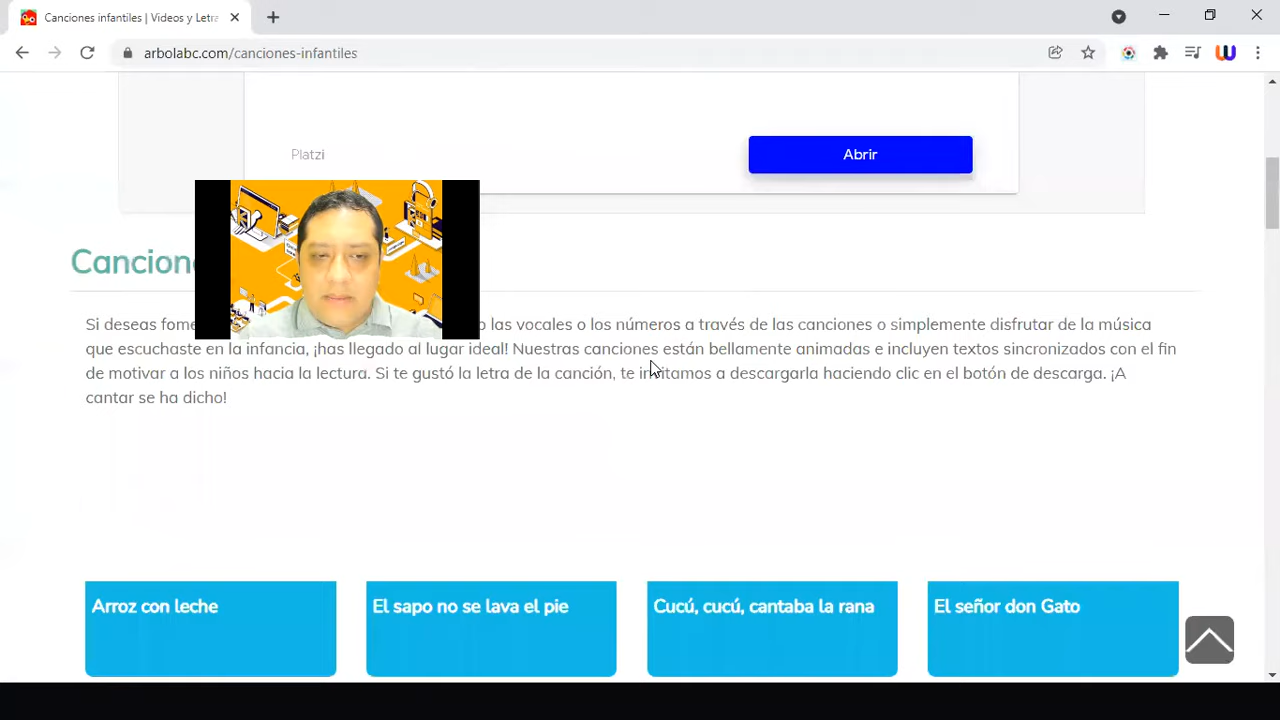 Canciones infantiles | Videos y Letra
arbolabc.com/canciones-infantiles
Platzi
Abrir
Cancion
Si deseas fome o las vocales o los números a través de las canciones o simplemente disfrutar de la música
que escuchaste en la infancia, ¡has llegado al lugar ideal! Nuestras canciones están bellamente animadas e incluyen textos sincronizados con el fin
de motivar a los niños hacia la lectura. Si te gustó la letra de la canción, te invitamos a descargarla haciendo clic en el botón de descarga. ¡A
cantar se ha dicho!
Arroz con leche
El sapo no se lava el pie
Cucú, cucú, cantaba la rana
El señor don Gato